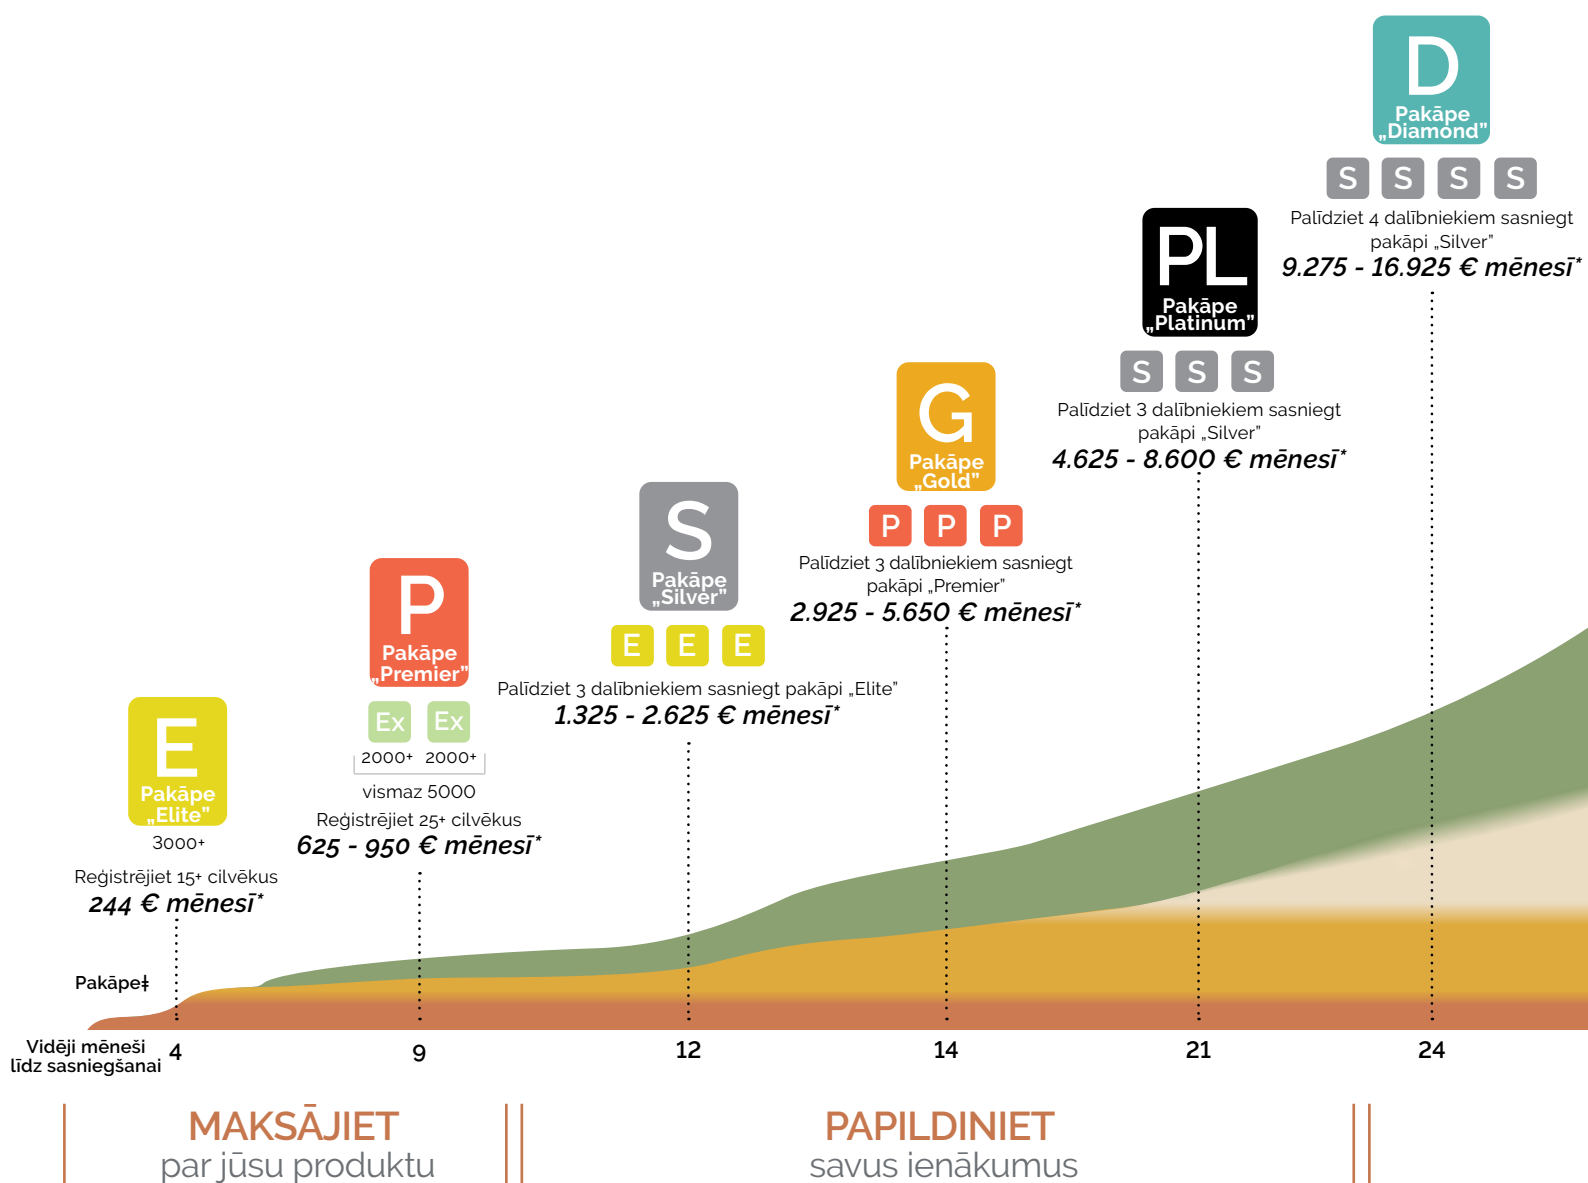 D
Pakāpe
„Diamond”
S S S S
Palīdziet 4 dalībniekiem sasniegt
pakāpi „Silver”
9.275 - 16.925 € mēnesī*
PL
Pakāpe
„Platinum”
S S S
Palīdziet 3 dalībniekiem sasniegt
pakāpi „Silver”
4.625 - 8.600 € mēnesī*
G
Pakāpe
„Gold”
P P P
Palīdziet 3 dalībniekiem sasniegt
pakāpi „Premier”
2.925 - 5.650 € mēnesī*
S
Pakāpe
„Silver”
E E E
Palīdziet 3 dalībniekiem sasniegt pakāpi „Elite”
1.325 - 2.625 € mēnesī*
P
Pakāpe
„Premier”
Ex Ex
2000+ 2000+
vismaz 5000
Reģistrējiet 25+ cilvēkus
625 - 950 € mēnesī*
E
Pakāpe
„Elite”
3000+
Reģistrējiet 15+ cilvēkus
244 € mēnesī*
Pakāpe‡
Vidēji mēneši
līdz sasniegšanai
4 9 12 14 21 24
MAKSĀJIET
par jūsu produktu
PAPILDINIET
savus ienākumus